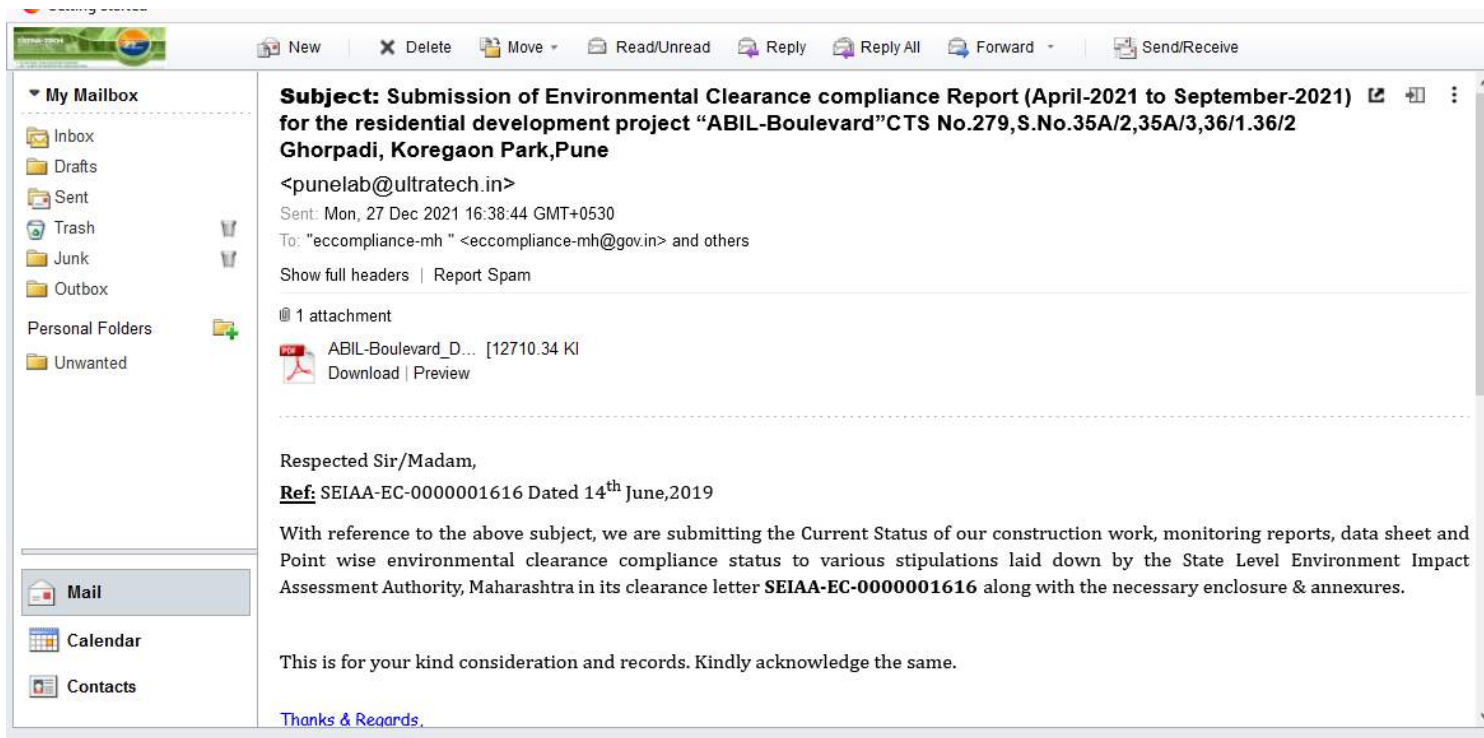 New Delete Move Read/Unread Reply Reply All Forward Send/Receive
My Mailbox
Inbox
Drafts
Sent
Trash
Junk
Outbox
Personal Folders
Unwanted
Mail
Calendar
Contacts
Subject: Submission of Environmental Clearance compliance Report (April-2021 to September-2021)
for the residential development project “ABIL-Boulevard”CTS No.279,S.No.35A/2,35A/3,36/1.36/2
Ghorpadi, Koregaon Park,Pune
<punelab@ultratech.in>
Sent: Mon, 27 Dec 2021 16:38:44 GMT+0530
To: "eccompliance-mh " <eccompliance-mh@gov.in> and others
Show full headers | Report Spam
1 attachment
ABIL-Boulevard_D... [12710.34 KI
Download | Preview
Respected Sir/Madam,
Ref: SEIAA-EC-0000001616 Dated 14th June,2019
With reference to the above subject, we are submitting the Current Status of our construction work, monitoring reports, data sheet and
Point wise environmental clearance compliance status to various stipulations laid down by the State Level Environment Impact
Assessment Authority, Maharashtra in its clearance letter SEIAA-EC-0000001616 along with the necessary enclosure & annexures.
This is for your kind consideration and records. Kindly acknowledge the same.
Thanks & Regards,